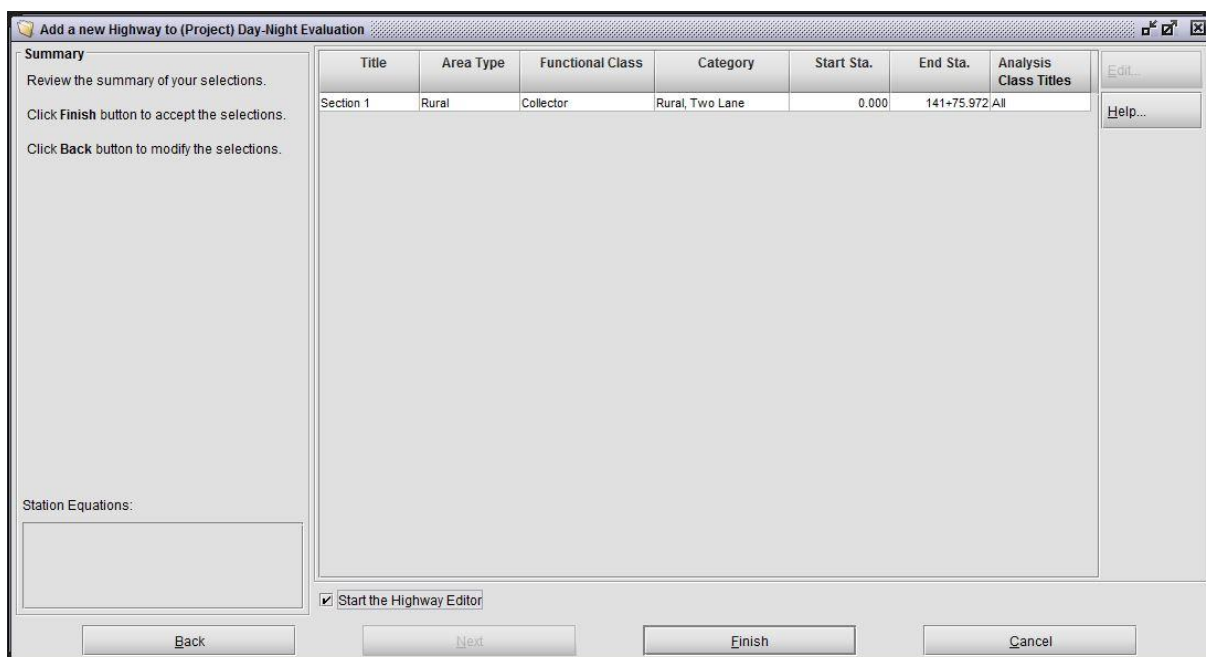 Add a new Highway to (Project) Day-Night Evaluation
Summary
Review the summary of your selections.
Click Finish button to accept the selections.
Click Back button to modify the selections.
Title Area Type Functional Class Category Start Sta. End Sta. Analysis Class Titles
Section 1 Rural Collector Rural, Two Lane 0.000 141+75.972 All
Edit...
Help...
Station Equations:
Start the Highway Editor
Back Next Finish Cancel